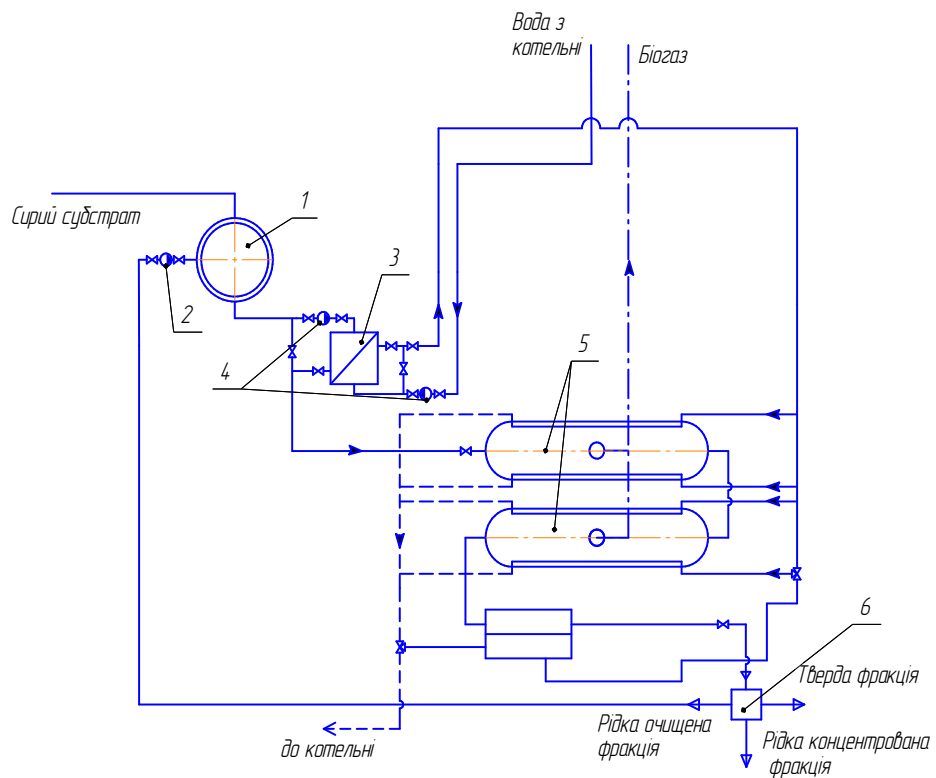 Вода з
котельні
Біогаз
Сирий субстрат
1
2
3
4
5
6
Тверда фракція
Рідка очищена
фракція
Рідка концентрована
фракція
до котельні